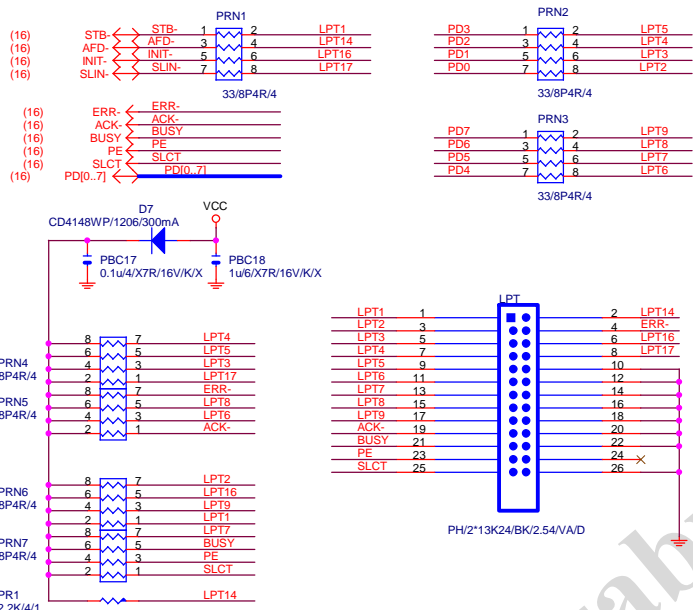 PRN1
(16) STB- STB- 1 2 LPT1
(16) AFD- AFD- 3 4 LPT14
(16) INIT- INIT- 5 6 LPT16
(16) SLIN- SLIN- 7 8 LPT17
33/8P4R/4
PRN2
PD3 1 2 LPT5
PD2 3 4 LPT4
PD1 5 6 LPT3
PD0 7 8 LPT2
33/8P4R/4
(16) ERR- ERR-
(16) ACK- ACK-
(16) BUSY BUSY
(16) PE PE
(16) SLCT SLCT
(16) PD[0..7] PD[0..7]
PRN3
PD7 1 2 LPT9
PD6 3 4 LPT8
PD5 5 6 LPT7
PD4 7 8 LPT6
33/8P4R/4
D7
CD4148WP/1206/300mA
VCC
PBC17
0.1u/4/X7R/16V/K/X
PBC18
1u/6/X7R/16V/K/X
8 7 LPT4
6 5 LPT5
PRN4 4 3 LPT3
8P4R/4 2 1 LPT17
8 7 ERR-
PRN5 6 5 LPT8
8P4R/4 4 3 LPT6
2 1 ACK-
8 7 LPT2
PRN6 6 5 LPT16
8P4R/4 4 3 LPT9
2 1 LPT1
8 7 LPT7
PRN7 6 5 BUSY
8P4R/4 4 3 PE
2 1 SLCT
PR1 LPT14
2.2K/4/1
LPT
LPT1 1 2 LPT14
LPT2 3 4 ERR-
LPT3 5 6 LPT16
LPT4 7 8 LPT17
LPT5 9 10
LPT6 11 12
LPT7 13 14
LPT8 15 16
LPT9 17 18
ACK- 19 20
BUSY 21 22
PE 23 24
SLCT 25 26
PH/2*13K24/BK/2.54/VA/D